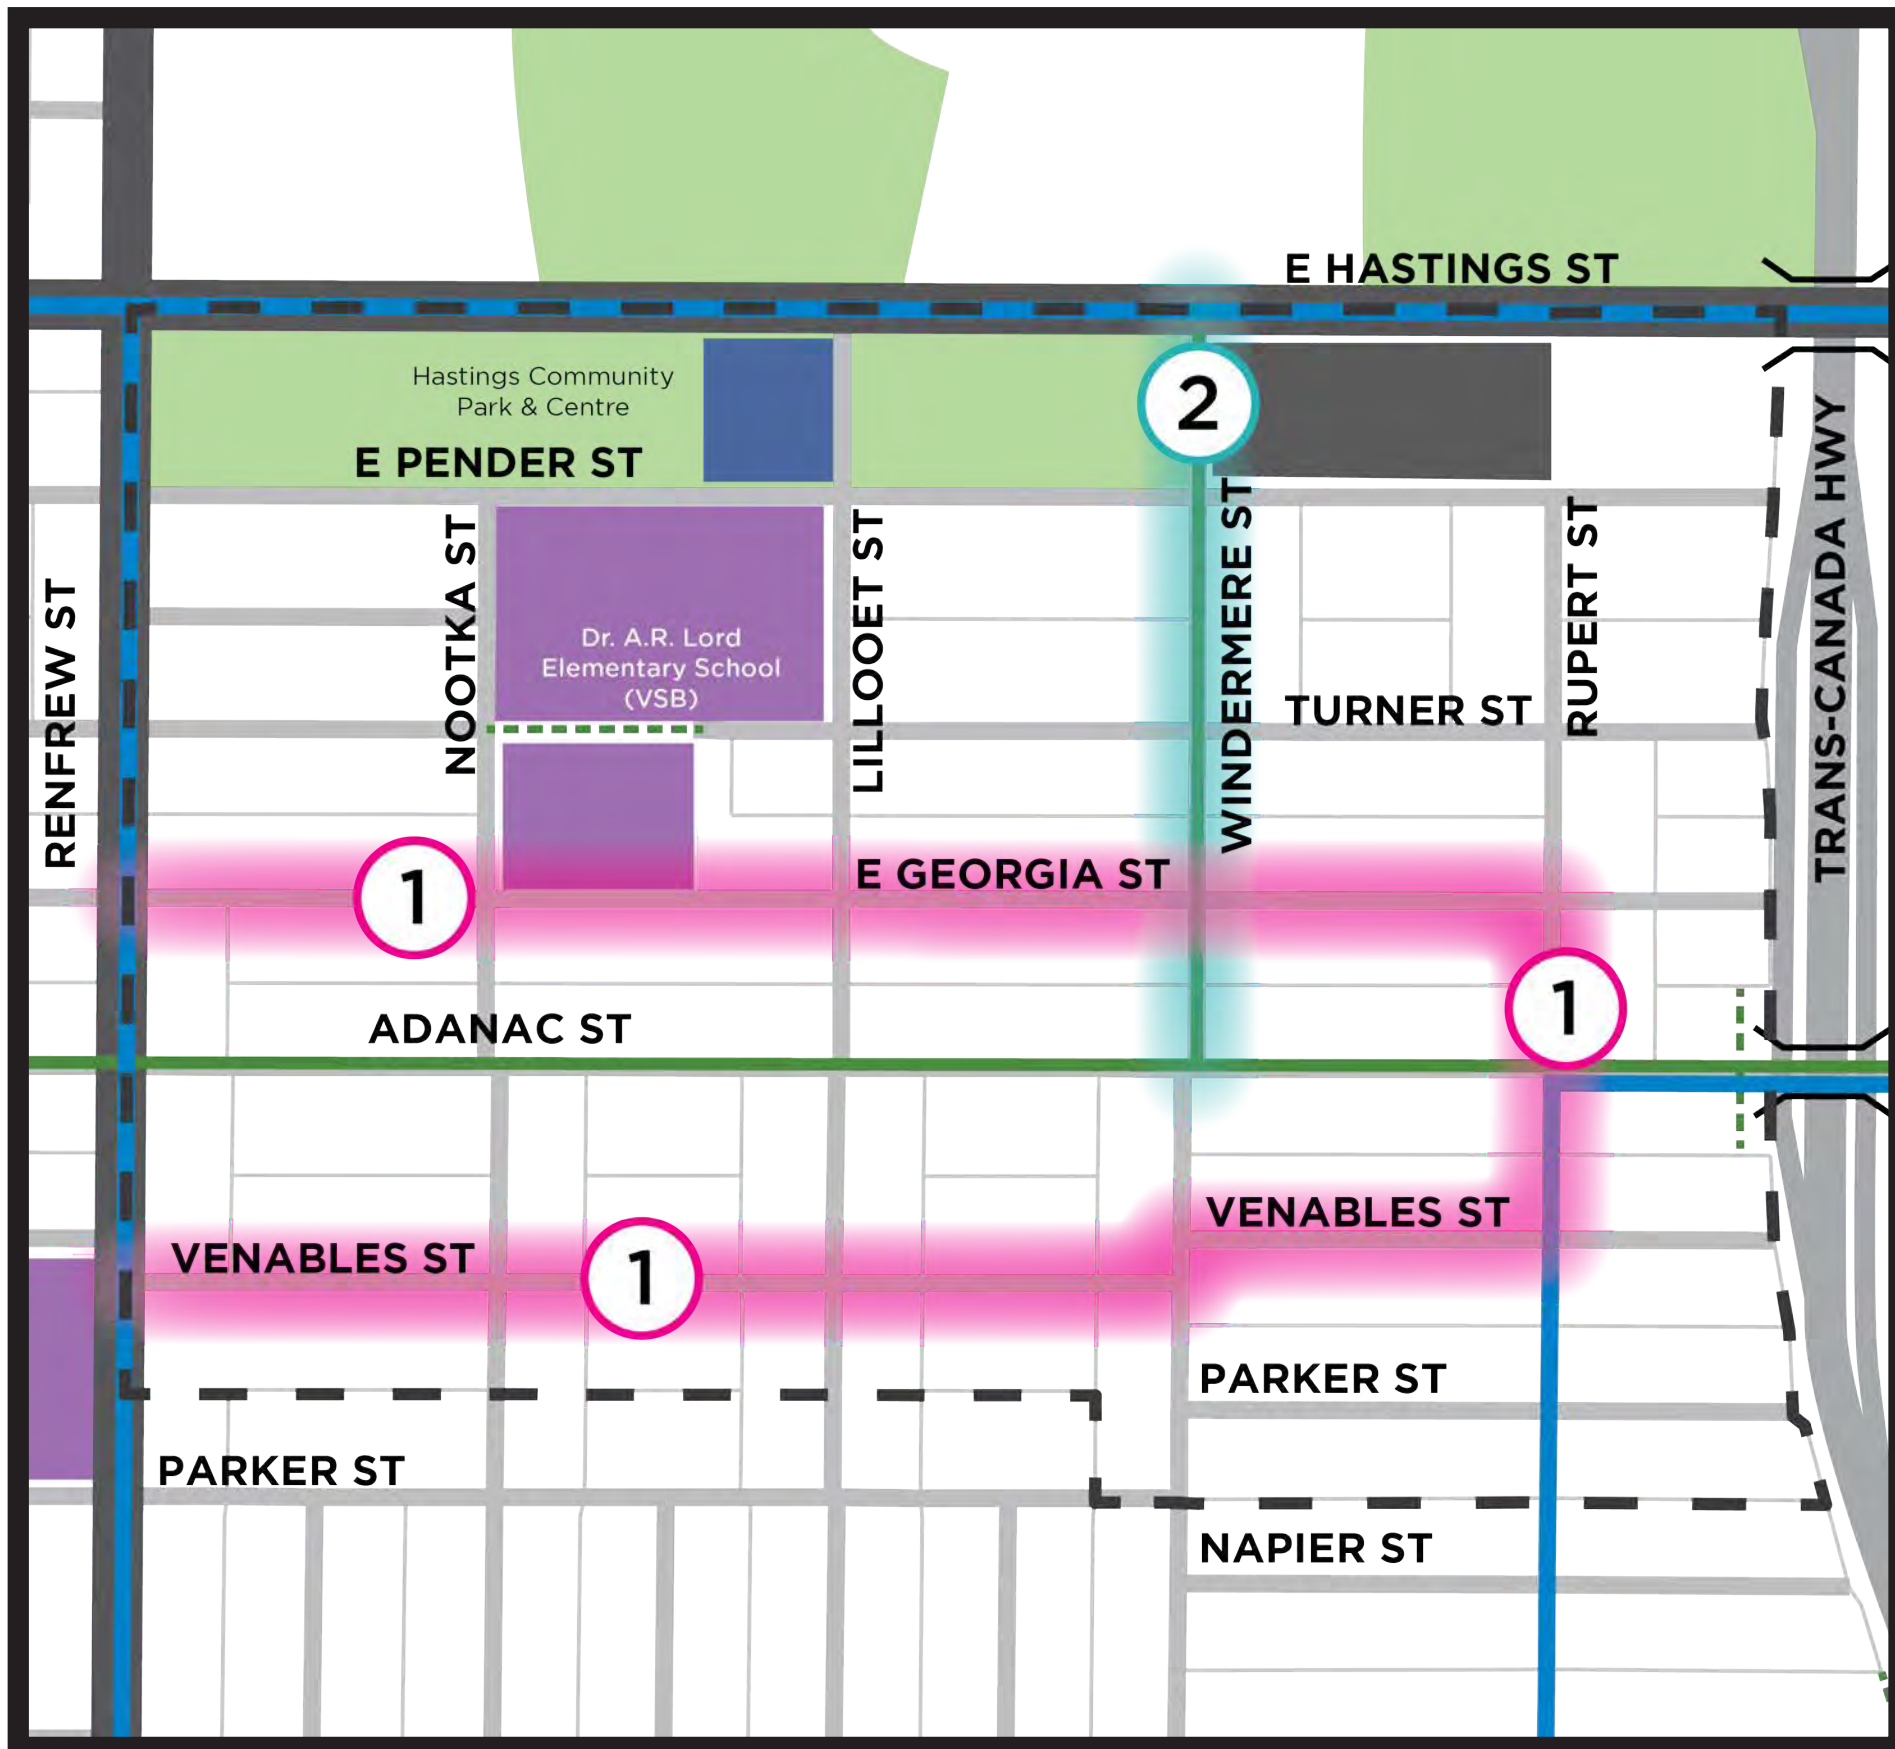 E HASTINGS ST
Hastings Community
Park & Centre
2
E PENDER ST
RENFREW ST
NOOTKA ST
LILLOOET ST
WINDERMERE ST
RUPERT ST
TRANS-CANADA HWY
Dr. A.R. Lord
Elementary School
(VSB)
TURNER ST
1
E GEORGIA ST
1
ADANAC ST
VENABLES ST
VENABLES ST
1
PARKER ST
PARKER ST
NAPIER ST